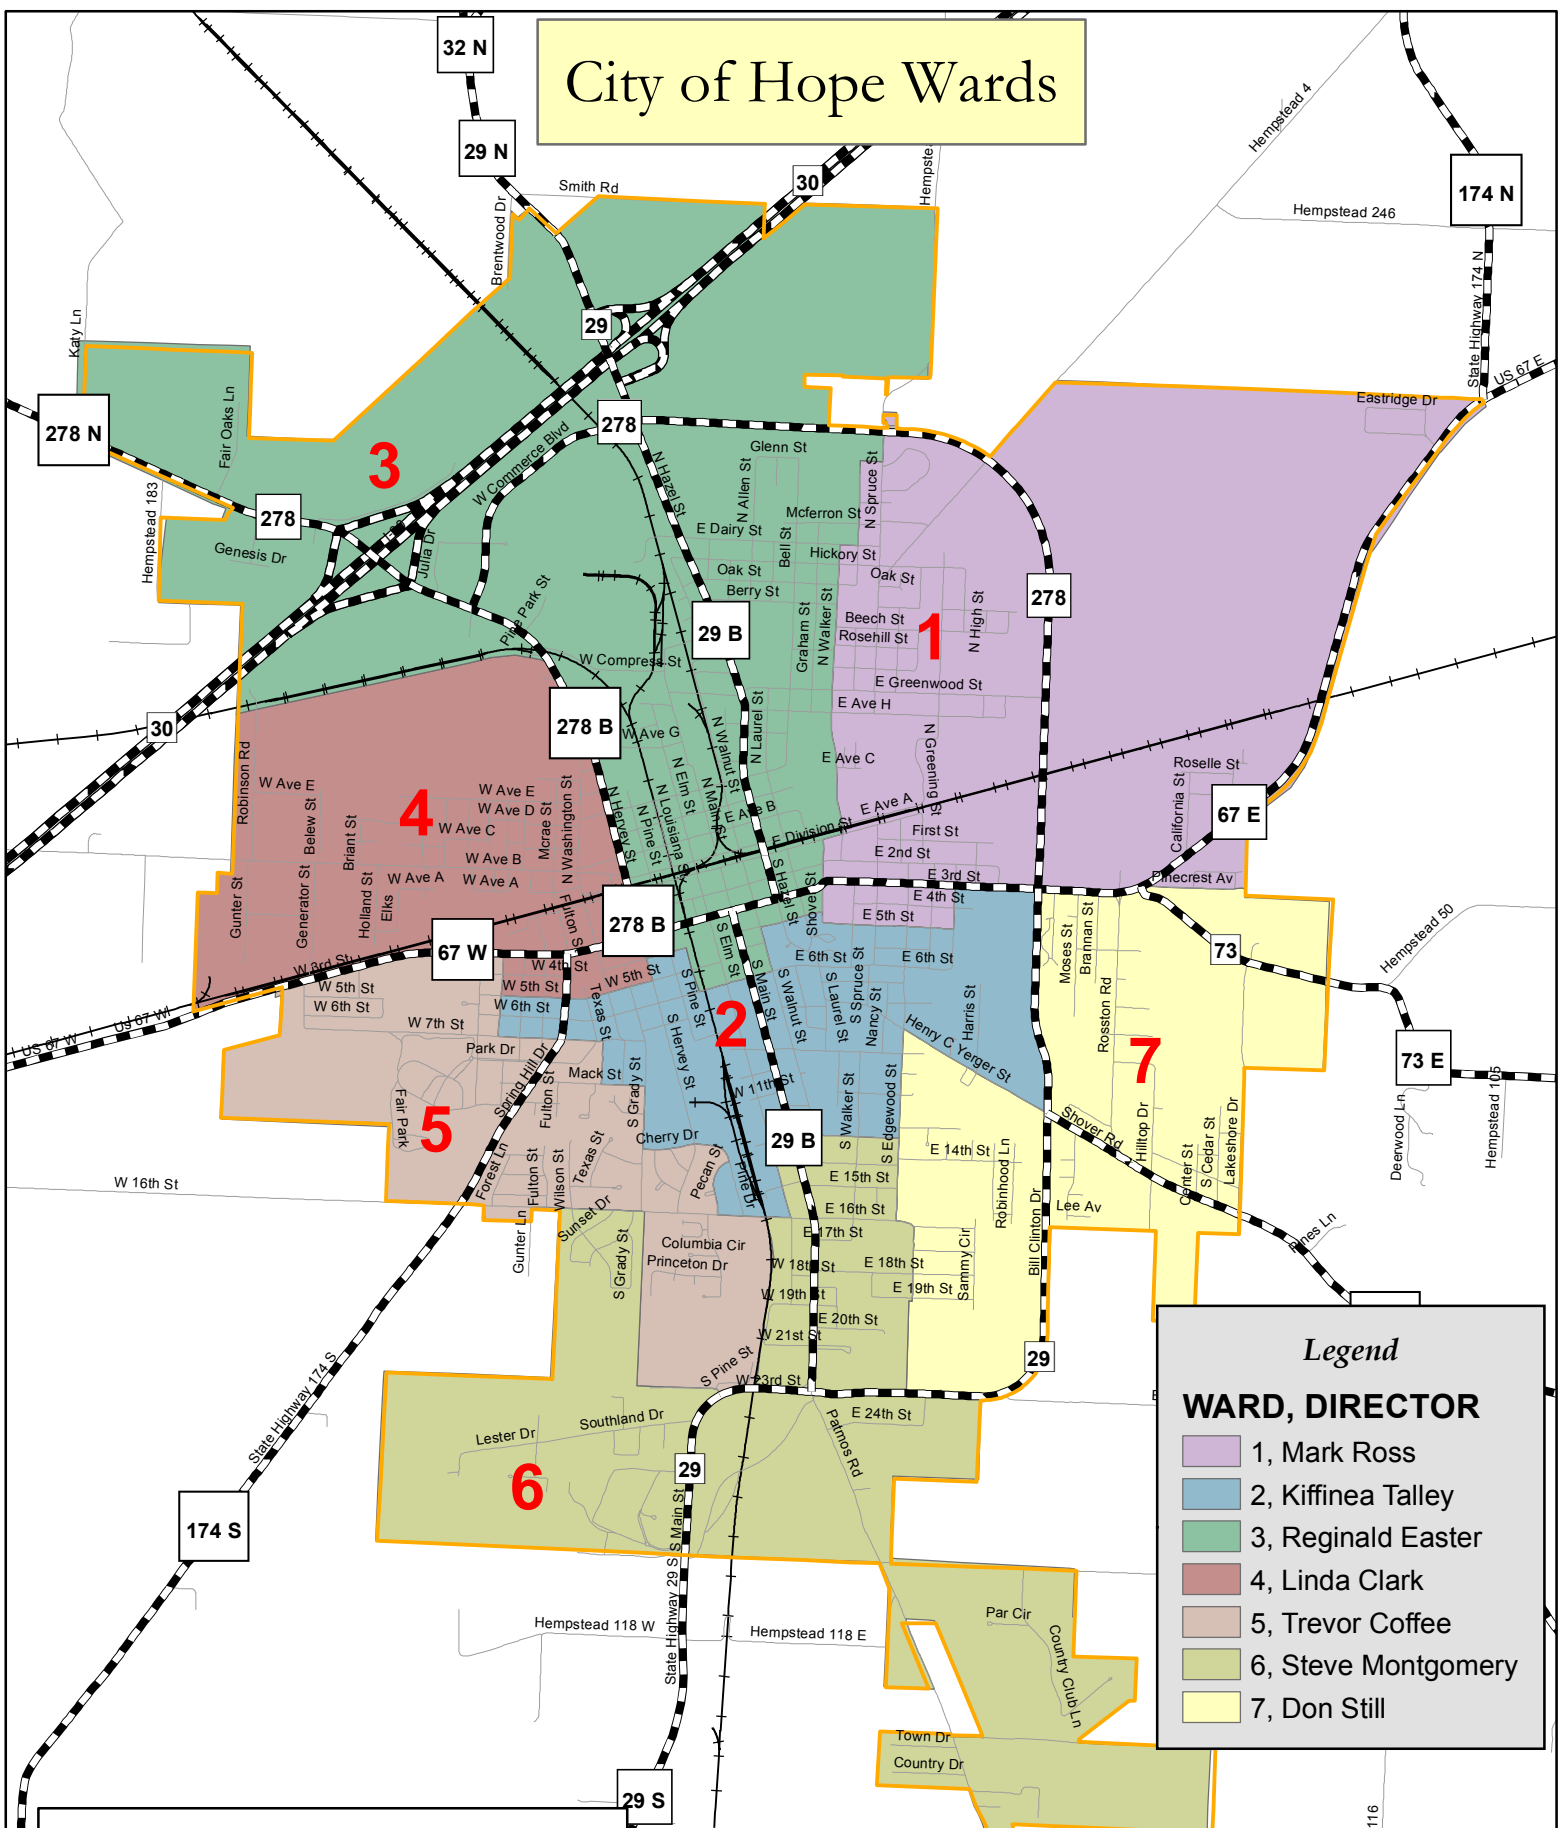 City of Hope Wards
32 N
29 N
30
Smith Rd
Brentwood Dr
Hempstead 4
174 N
Hempstead 246
State Highway 174 N
US 67 E
Eastridge Dr
Katy Ln
29
278 N
Fair Oaks Ln
3
278
W Commerce Blvd
278
Hempstead 183
Genesis Dr
Julia Dr
Glenn St
N Hazel St
N Allen St
N Spruce St
Mcferron St
E Dairy St
Bell St
Hickory St
Oak St
Oak St
Berry St
Pine Park St
29 B
Graham St
N Walker St
Beech St
Rosehill St
1
N High St
278
W Compress St
E Greenwood St
E Ave H
278 B
W Ave G
N Laurel St
N Walnut St
30
Robinson Rd
N Elm St
E Ave C
N Greening St
Roselle St
California St
67 E
W Ave E
W Ave E
W Ave D
4
W Ave C
Belew St
Briant St
Mcrae St
N Washington St
N Hervey St
N Pine St
N Louisiana St
N Main St
E Ave B
E Ave A
E Division St
First St
E 2nd St
W Ave B
W Ave A
W Ave A
E 3rd St
E 4th St
E 5th St
Pinecrest Av
Gunter St
Generator St
Holland St
Elks
Fulton St
278 B
S Hazel St
Shover St
67 W
W 3rd St
W 4th St
W 5th St
W 5th St
W 5th St
W 6th St
W 6th St
W 7th St
S Elm St
S Main St
E 6th St
E 6th St
Moses St
Brannan St
73
Hempstead 50
US 67 W
Us 67 W
Texas St
S Pine St
2
S Walnut St
S Laurel St
S Spruce St
Nancy St
Harris St
Rosston Rd
7
73 E
Henry C Yerger St
Park Dr
Spring Hill Dr
Mack St
S Hervey St
W 11th St
Fair Park
5
Fulton St
S Grady St
S Walker St
S Edgewood St
Shover Rd
Hilltop Dr
S Cedar St
Lakeshore Dr
Center St
Deerwood Ln
Hempstead 105
Cherry Dr
29 B
E 14th St
Robinhood Ln
W 16th St
Forest Ln
Fulton St
Wilson St
Texas St
Pecan St
Pine Dr
E 15th St
E 16th St
Lee Av
Sunset Dr
Gunter Ln
S Grady St
Columbia Cir
Princeton Dr
E 17th St
W 18th St
E 18th St
W 19th St
E 19th St
Sammy Cir
Bill Clinton Dr
Pines Ln
E 20th St
W 21st St
S Pine St
W 23rd St
29
State Highway 174 S
E 24th St
Patmos Rd
Southland Dr
Lester Dr
6
29
S Main St
174 S
State Highway 29 S
Hempstead 118 W
Hempstead 118 E
Par Cir
Country Club Ln
Town Dr
Country Dr
29 S
Legend
WARD, DIRECTOR
1, Mark Ross
2, Kiffinea Talley
3, Reginald Easter
4, Linda Clark
5, Trevor Coffee
6, Steve Montgomery
7, Don Still